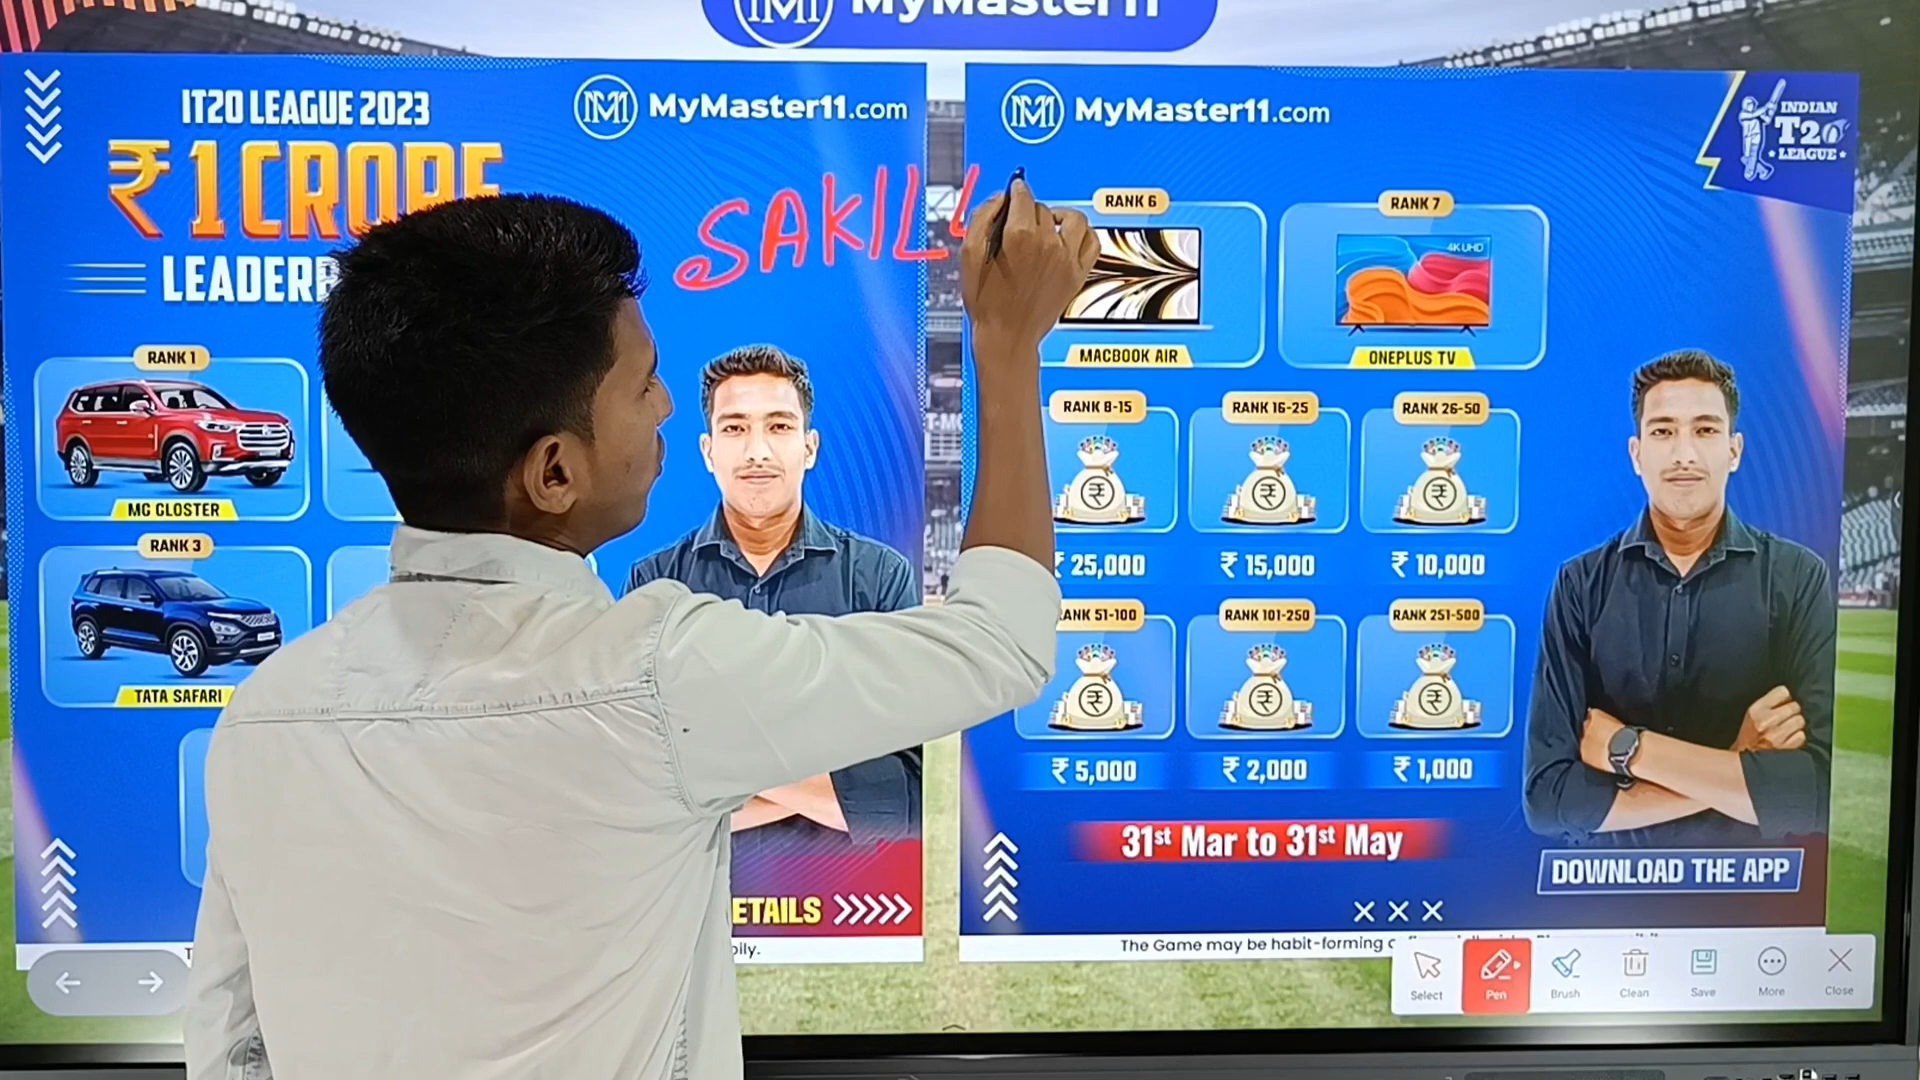 MyMaster11
IT20 LEAGUE 2023
₹1 CRORE
MyMaster11.com
SAKIL
RANK 1
MG GLOSTER
RANK 3
TATA SAFARI
ETAILS
bily.
MyMaster11.com
INDIAN
T20
LEAGUE
RANK 6
RANK 7
4K UHD
MACBOOK AIR
ONEPLUS TV
RANK 8-15
RANK 16-25
RANK 26-50
₹ 25,000
₹ 15,000
₹ 10,000
RANK 51-100
RANK 101-250
RANK 251-500
₹ 5,000
₹ 2,000
₹ 1,000
31st Mar to 31st May
DOWNLOAD THE APP
The Game may be habit-forming
Select
Pen
Brush
Clean
Save
More
Close